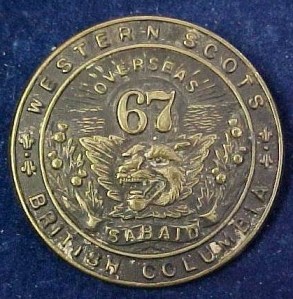 WESTERN SCOTS
OVERSEAS
67
SABAID
BRITISH COLUMBIA